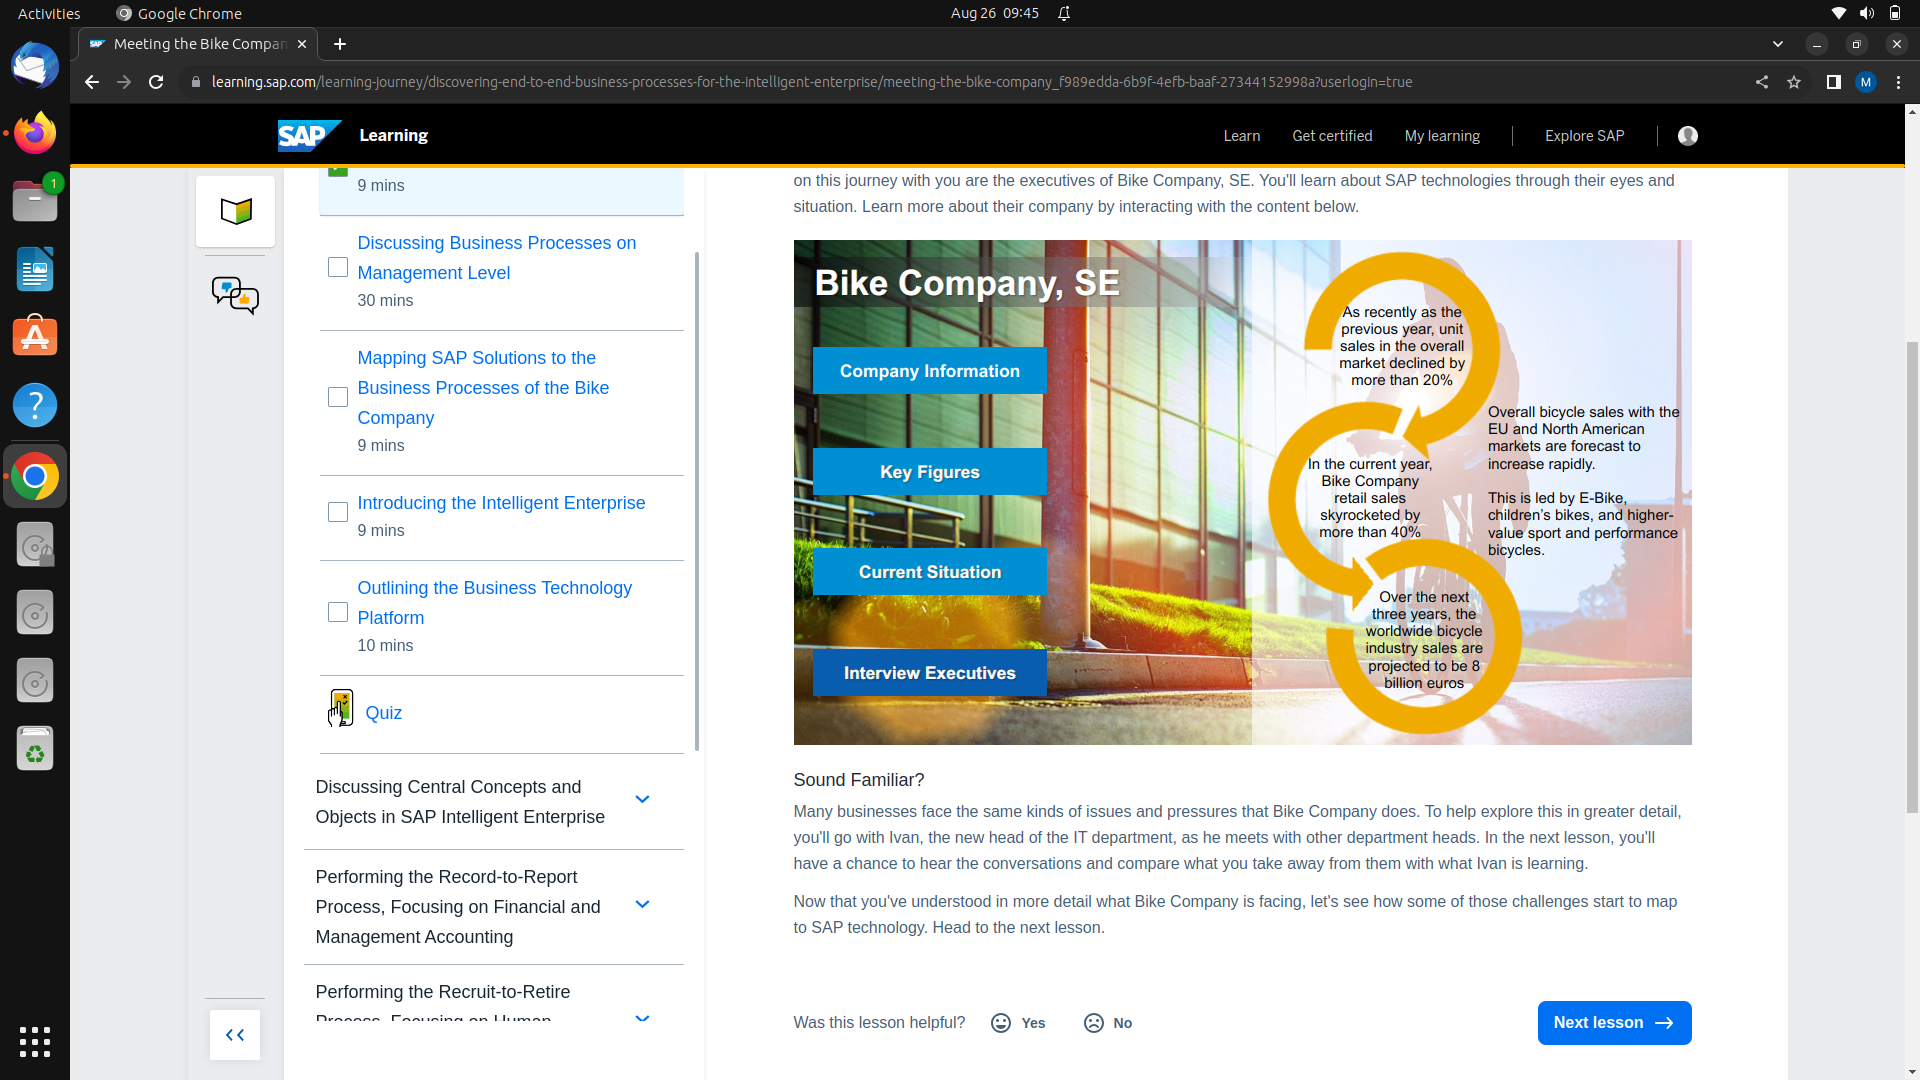 Activities
Google Chrome
Aug 26 09:45
Meeting the Bike Compan
learning.sap.com/learning-journey/discovering-end-to-end-business-processes-for-the-intelligent-enterprise/meeting-the-bike-company_f989edda-6b9f-4efb-baaf-27344152998a?userlogin=true
M
SAP
Learning
Learn
Get certified
My learning
Explore SAP
1
9 mins
Discussing Business Processes on
Management Level
30 mins
Mapping SAP Solutions to the
Business Processes of the Bike
Company
9 mins
Introducing the Intelligent Enterprise
9 mins
Outlining the Business Technology
Platform
10 mins
Quiz
Discussing Central Concepts and
Objects in SAP Intelligent Enterprise
Performing the Record-to-Report
Process, Focusing on Financial and
Management Accounting
Performing the Recruit-to-Retire
Process, Focusing on Human
on this journey with you are the executives of Bike Company, SE. You'll learn about SAP technologies through their eyes and
situation. Learn more about their company by interacting with the content below.
Bike Company, SE
Company Information
Key Figures
Current Situation
Interview Executives
As recently as the
previous year, unit
sales in the overall
market declined by
more than 20%
In the current year,
Bike Company
retail sales
skyrocketed by
more than 40%
Over the next
three years, the
worldwide bicycle
industry sales are
projected to be 8
billion euros
Overall bicycle sales with the
EU and North American
markets are forecast to
increase rapidly.
This is led by E-Bike,
children's bikes, and higher-
value sport and performance
bicycles.
Sound Familiar?
Many businesses face the same kinds of issues and pressures that Bike Company does. To help explore this in greater detail,
you'll go with Ivan, the new head of the IT department, as he meets with other department heads. In the next lesson, you'll
have a chance to hear the conversations and compare what you take away from them with what Ivan is learning.
Now that you've understood in more detail what Bike Company is facing, let's see how some of those challenges start to map
to SAP technology. Head to the next lesson.
Was this lesson helpful?
Yes
No
Next lesson